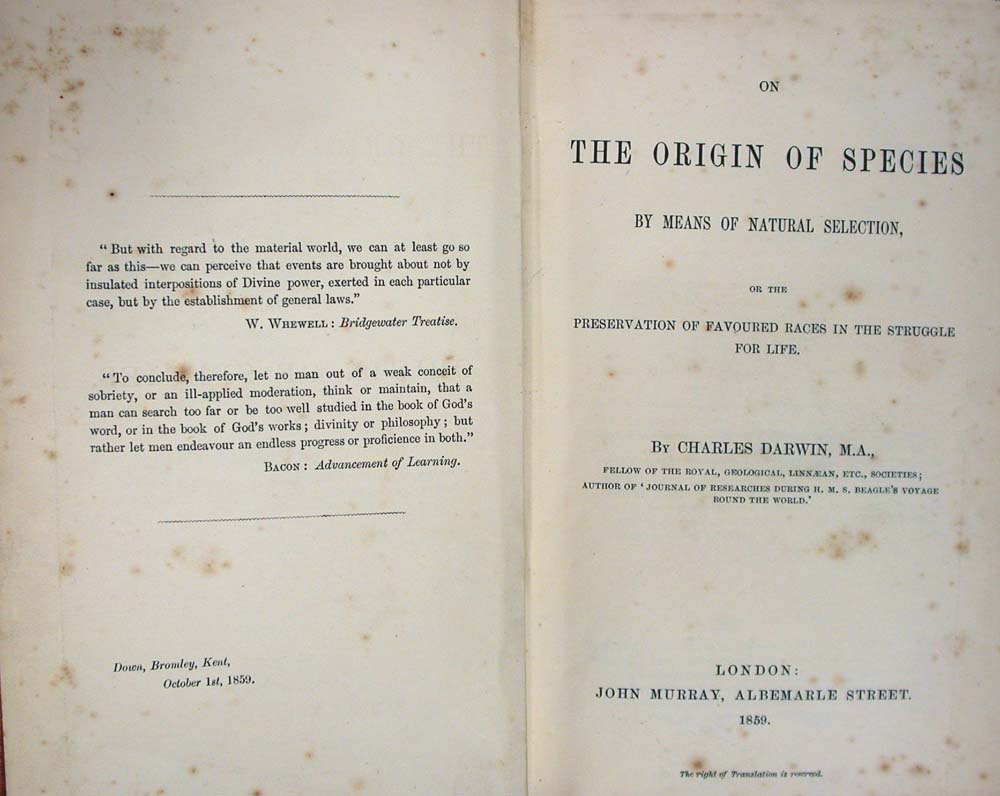 “ But with regard to the material world, we can at least go so
far as this—we can perceive that events are brought about not by
insulated interpositions of Divine power, exerted in each particular
case, but by the establishment of general laws.”
W. Whewell : Bridgewater Treatise.
“ To conclude, therefore, let no man out of a weak conceit of
sobriety, or an ill-applied moderation, think or maintain, that a
man can search too far or be too well studied in the book of God’s
word, or in the book of God’s works ; divinity or philosophy ; but
rather let men endeavour an endless progress or proficience in both.”
Bacon : Advancement of Learning.
Down, Bromley, Kent,
October 1st, 1859.
ON
THE ORIGIN OF SPECIES
BY MEANS OF NATURAL SELECTION,
OR THE
PRESERVATION OF FAVOURED RACES IN THE STRUGGLE
FOR LIFE.
By CHARLES DARWIN, M.A.,
FELLOW OF THE ROYAL, GEOLOGICAL, LINNÆAN, ETC., SOCIETIES ;
AUTHOR OF ‘ JOURNAL OF RESEARCHES DURING H. M. S. BEAGLE’S VOYAGE
ROUND THE WORLD.’
LONDON:
JOHN MURRAY, ALBEMARLE STREET.
1859.
The right of Translation is reserved.